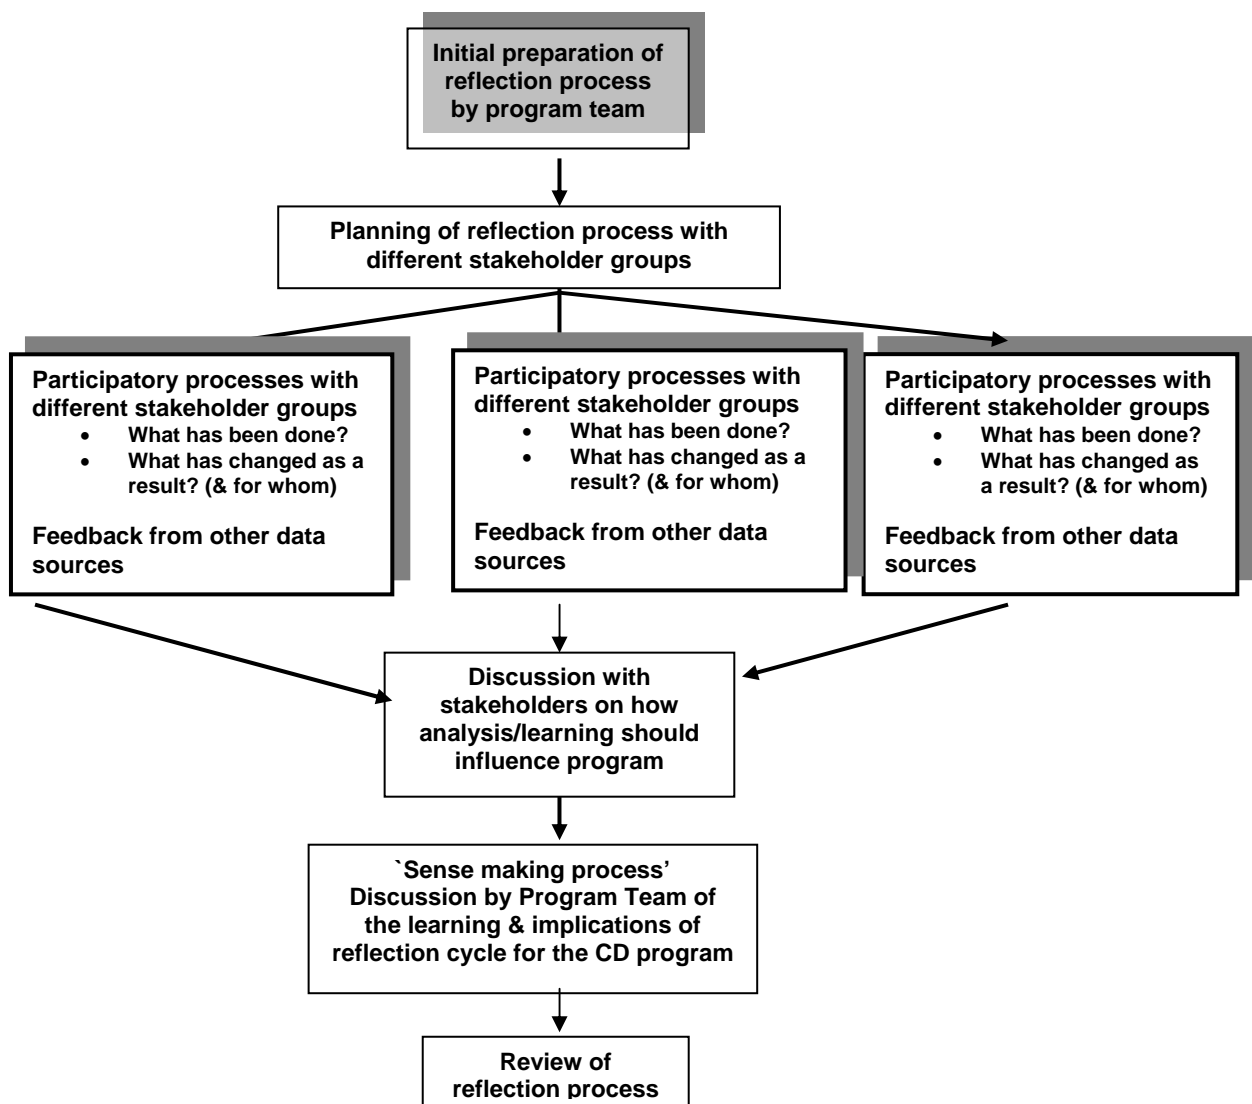 Initial preparation of
reflection process
by program team
Planning of reflection process with
different stakeholder groups
Participatory processes with
different stakeholder groups
• What has been done?
• What has changed as a
result? (& for whom)
Feedback from other data
sources
Participatory processes with
different stakeholder groups
• What has been done?
• What has changed as a
result? (& for whom)
Feedback from other data
sources
Participatory processes with
different stakeholder groups
• What has been done?
• What has changed as
a result? (& for whom)
Feedback from other data
sources
Discussion with
stakeholders on how
analysis/learning should
influence program
`Sense making process’
Discussion by Program Team of
the learning & implications of
reflection cycle for the CD program
Review of
reflection process